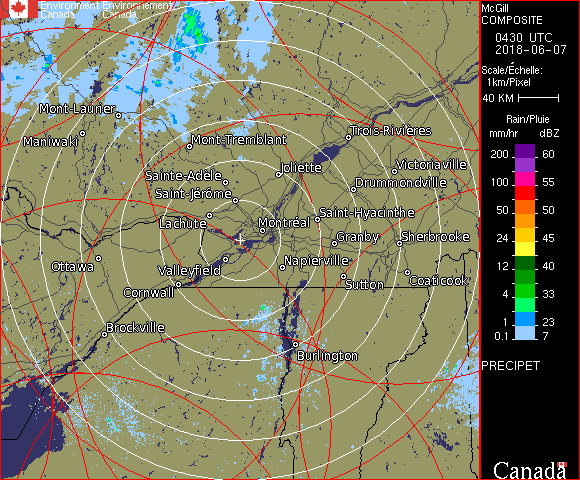 Environment Environnement
Canada Canada
McGill
COMPOSITE
0430 UTC
2018-06-07
Scale/Échelle:
1km/Pixel
40 KM
Rain/Pluie
mm/hr dBZ
200 60
100 55
50 50
24 45
12 40
4 33
1 23
0.1 7
PRECIPET
Canada
Mont-Laurier
Maniwaki
Mont-Tremblant
Trois-Rivières
Sainte-Adèle
Joliette
Victoriaville
Saint-Jérôme
Drummondville
Lachute
Montréal
Saint-Hyacinthe
Granby
Sherbrooke
Ottawa
Valleyfield
Napierville
Cornwall
Sutton
Coaticook
Brockville
Burlington